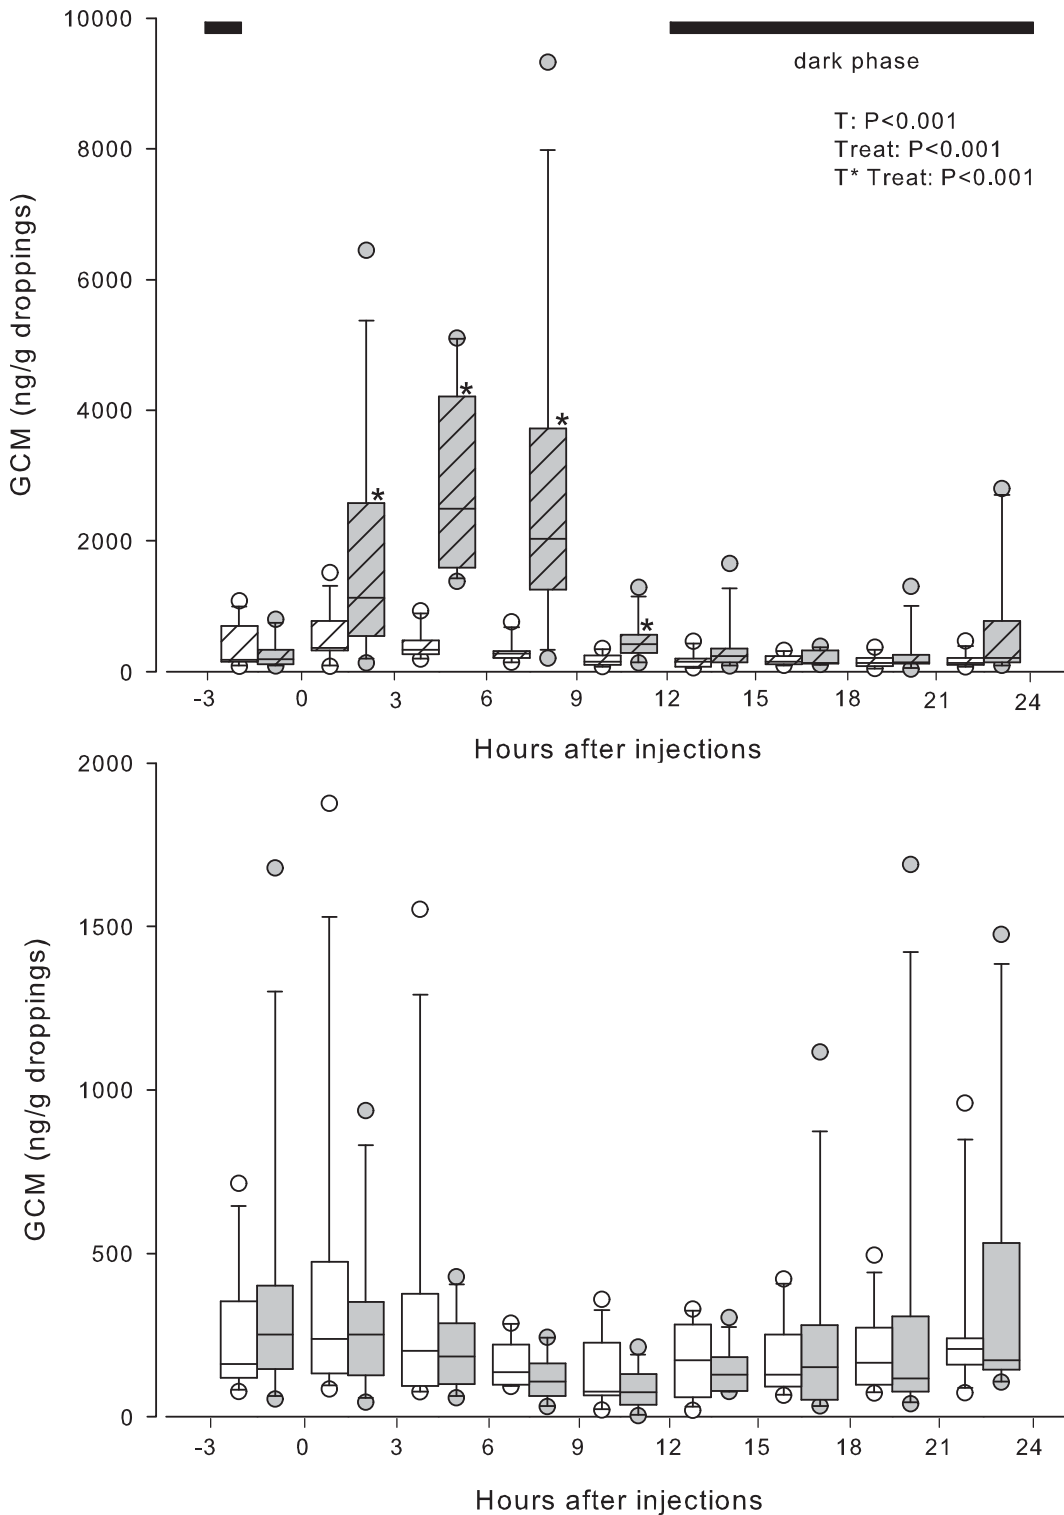 10000
8000
6000
4000
2000
0
GCM (ng/g droppings)
dark phase
T: P<0.001
Treat: P<0.001
T* Treat: P<0.001
*
*
*
*
-3 0 3 6 9 12 15 18 21 24
Hours after injections
2000
1500
1000
500
0
GCM (ng/g droppings)
-3 0 3 6 9 12 15 18 21 24
Hours after injections